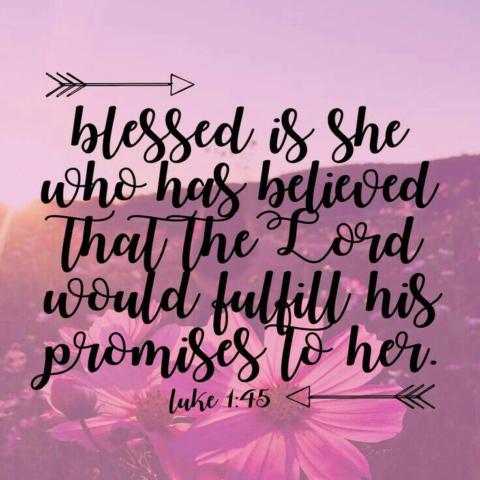 blessed is she
who has believed
that the Lord
would fulfill his
promises to her.
luke 1:45